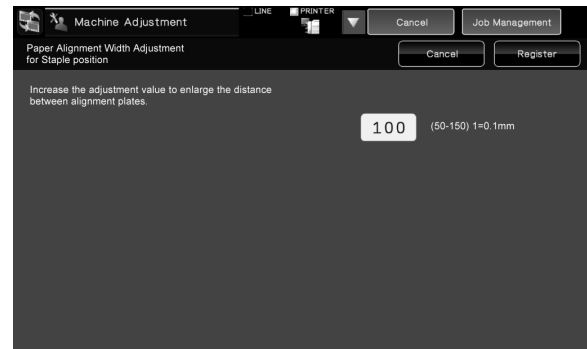 Machine Adjustment
LINE
PRINTER
Cancel
Job Management
Paper Alignment Width Adjustment
for Staple position
Cancel
Register
Increase the adjustment value to enlarge the distance
between alignment plates.
100 (50-150) 1=0.1mm